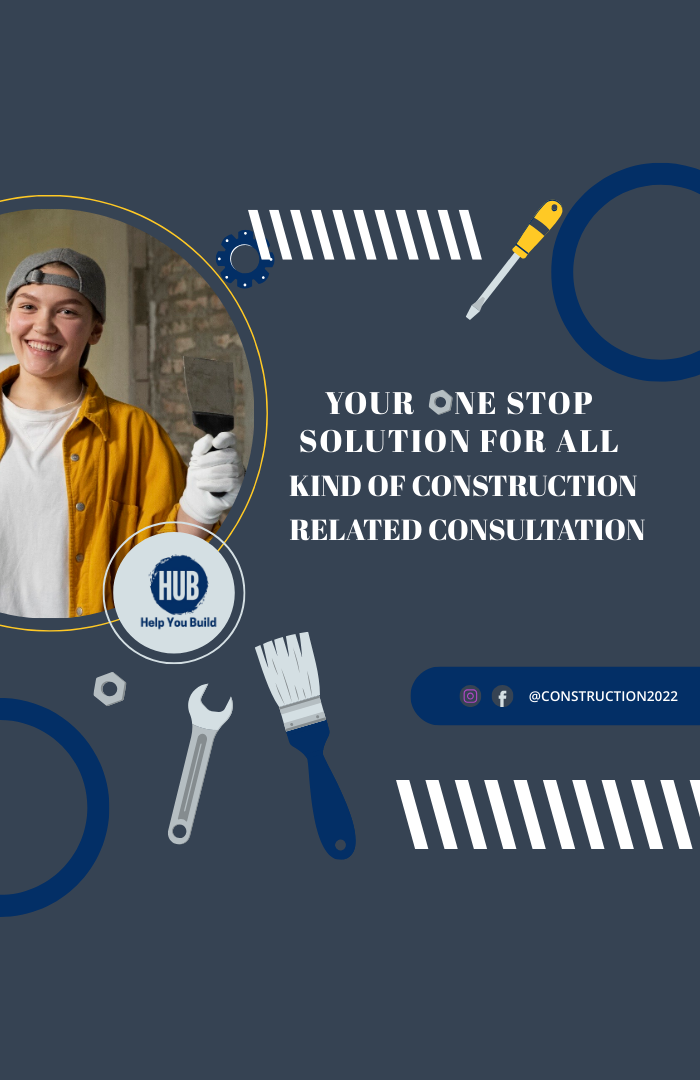 YOUR ONE STOP
SOLUTION FOR ALL
KIND OF CONSTRUCTION
RELATED CONSULTATION
HUB
Help You Build
@CONSTRUCTION2022